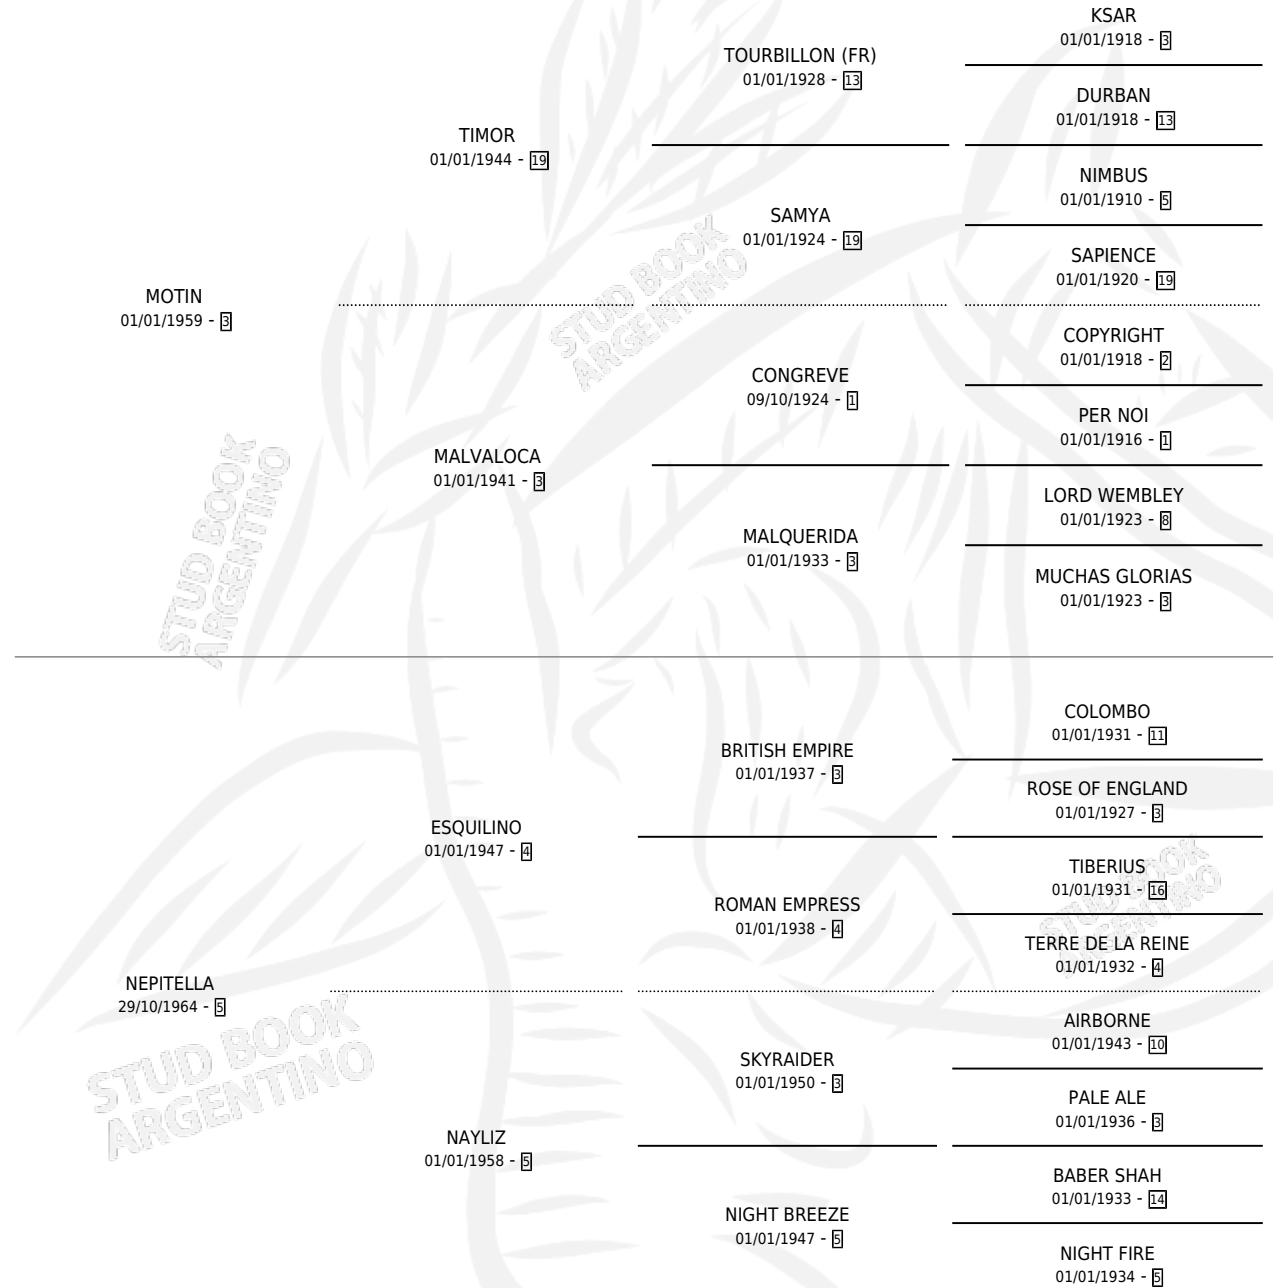 KSAR
01/01/1918 - 3
TOURBILLON (FR)
01/01/1928 - 13
DURBAN
01/01/1918 - 13
TIMOR
01/01/1944 - 19
NIMBUS
01/01/1910 - 5
SAMYA
01/01/1924 - 19
SAPIENCE
01/01/1920 - 19
MOTIN
01/01/1959 - 3
COPYRIGHT
01/01/1918 - 2
CONGREVE
09/10/1924 - 1
PER NOI
01/01/1916 - 1
MALVALOCA
01/01/1941 - 3
LORD WEMBLEY
01/01/1923 - 8
MALQUERIDA
01/01/1933 - 3
MUCHAS GLORIAS
01/01/1923 - 3
COLOMBO
01/01/1931 - 11
BRITISH EMPIRE
01/01/1937 - 3
ROSE OF ENGLAND
01/01/1927 - 3
ESQUILINO
01/01/1947 - 4
TIBERIUS
01/01/1931 - 16
ROMAN EMPRESS
01/01/1938 - 4
TERRE DE LA REINE
01/01/1932 - 4
NEPITELLA
29/10/1964 - 5
AIRBORNE
01/01/1943 - 10
SKYRAIDER
01/01/1950 - 3
PALE ALE
01/01/1936 - 3
NAYLIZ
01/01/1958 - 5
BABER SHAH
01/01/1933 - 14
NIGHT BREEZE
01/01/1947 - 5
NIGHT FIRE
01/01/1934 - 5
STUD BOOK
ARGENTINO
STUD BOOK
ARGENTINO
STUD BOOK
ARGENTINO
STUD BOOK
ARGENTINO